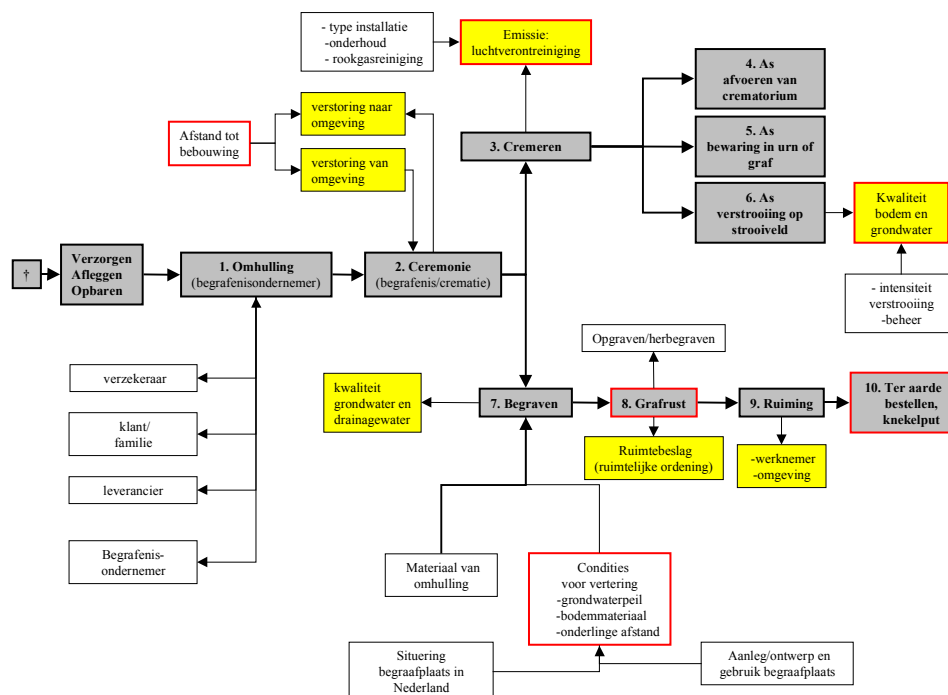 - type installatie
-onderhoud
- rookgasreiniging
Emissie:
luchtverontreiniging
4. As
afvoeren van
crematorium
verstoring naar
omgeving
Afstand tot
bebouwing
verstoring van
omgeving
3. Cremeren
5. As
bewaring in urn of
graf
6. As
verstrooiing op
strooiveld
Kwaliteit
bodem en
grondwater
†
Verzorgen
Afleggen
Opbaren
1. Omhulling
(begrafenisondernemer)
2. Ceremonie
(begrafenis/crematie)
- intensiteit
verstrooiing
-beheer
Opgraven/herbegraven
verzekeraar
kwaliteit
grondwater en
drainagewater
7. Begraven
8. Grafrust
9. Ruiming
10. Ter aarde
bestellen,
knekelput
klant/
familie
Ruimtebeslag
(ruimtelijke ordening)
-werknemer
-omgeving
leverancier
Begrafenis-
ondernemer
Materiaal van
omhulling
Condities
voor vertering
-grondwaterpeil
-bodemmateriaal
-onderlinge afstand
Situering
begraafplaats in
Nederland
Aanleg/ontwerp en
gebruik begraafplaats